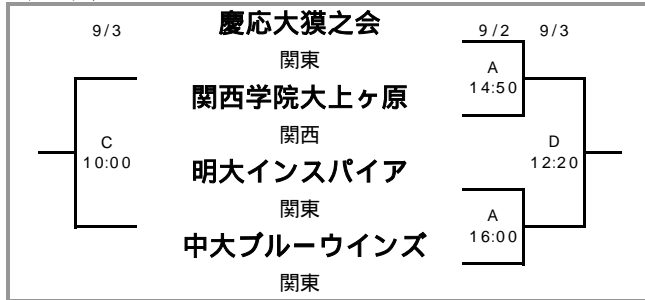 9/3 慶応大獏之会 9/2 9/3
関東
A
14:50
関西学院大上ヶ原
関西
C
10:00
D
12:20
明大インスパイア
関東
A
16:00
中大ブルーウインズ
関東